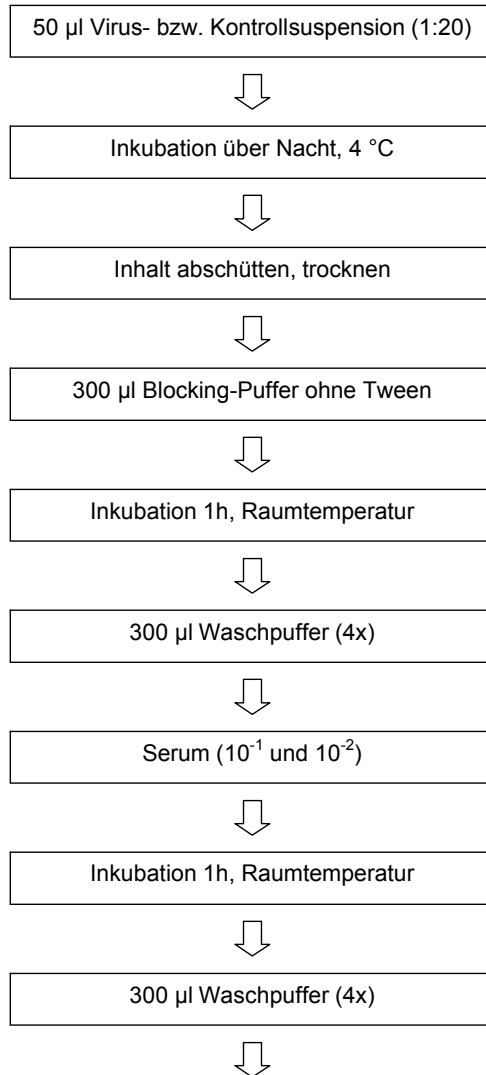 50 µl Virus- bzw. Kontrollsuspension (1:20)
Inkubation über Nacht, 4 °C
Inhalt abschütten, trocknen
300 µl Blocking-Puffer ohne Tween
Inkubation 1h, Raumtemperatur
300 µl Waschpuffer (4x)
Serum (10⁻¹ und 10⁻²)
Inkubation 1h, Raumtemperatur
300 µl Waschpuffer (4x)